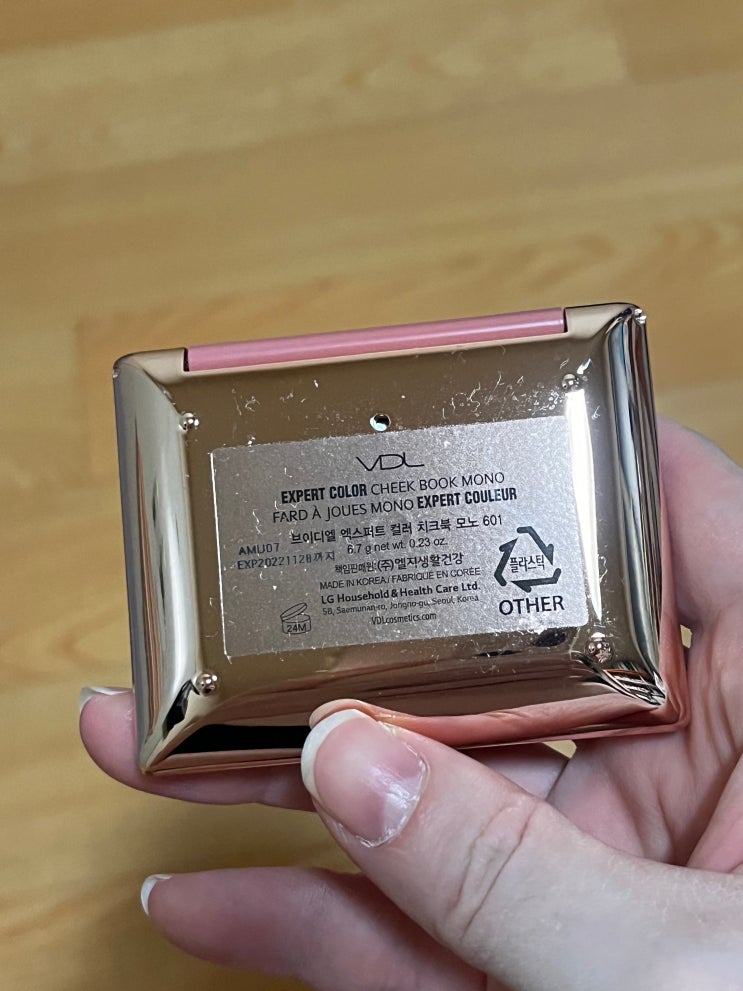 VDL
EXPERT COLOR CHEEK BOOK MONO
FARD À JOUES MONO EXPERT COULEUR
브이디엘 엑스퍼트 컬러 치크북 모노 601
AMU07
EXP20221128까지
6.7 g net wt. 0.23 oz.
책임판매원:(주)엘지생활건강
MADE IN KOREA / FABRIQUÉ EN CORÉE
LG Household & Health Care Ltd.
58, Saemunan-ro, Jongno-gu, Seoul, Korea
VDLcosmetics.com
24M
플라스틱
OTHER